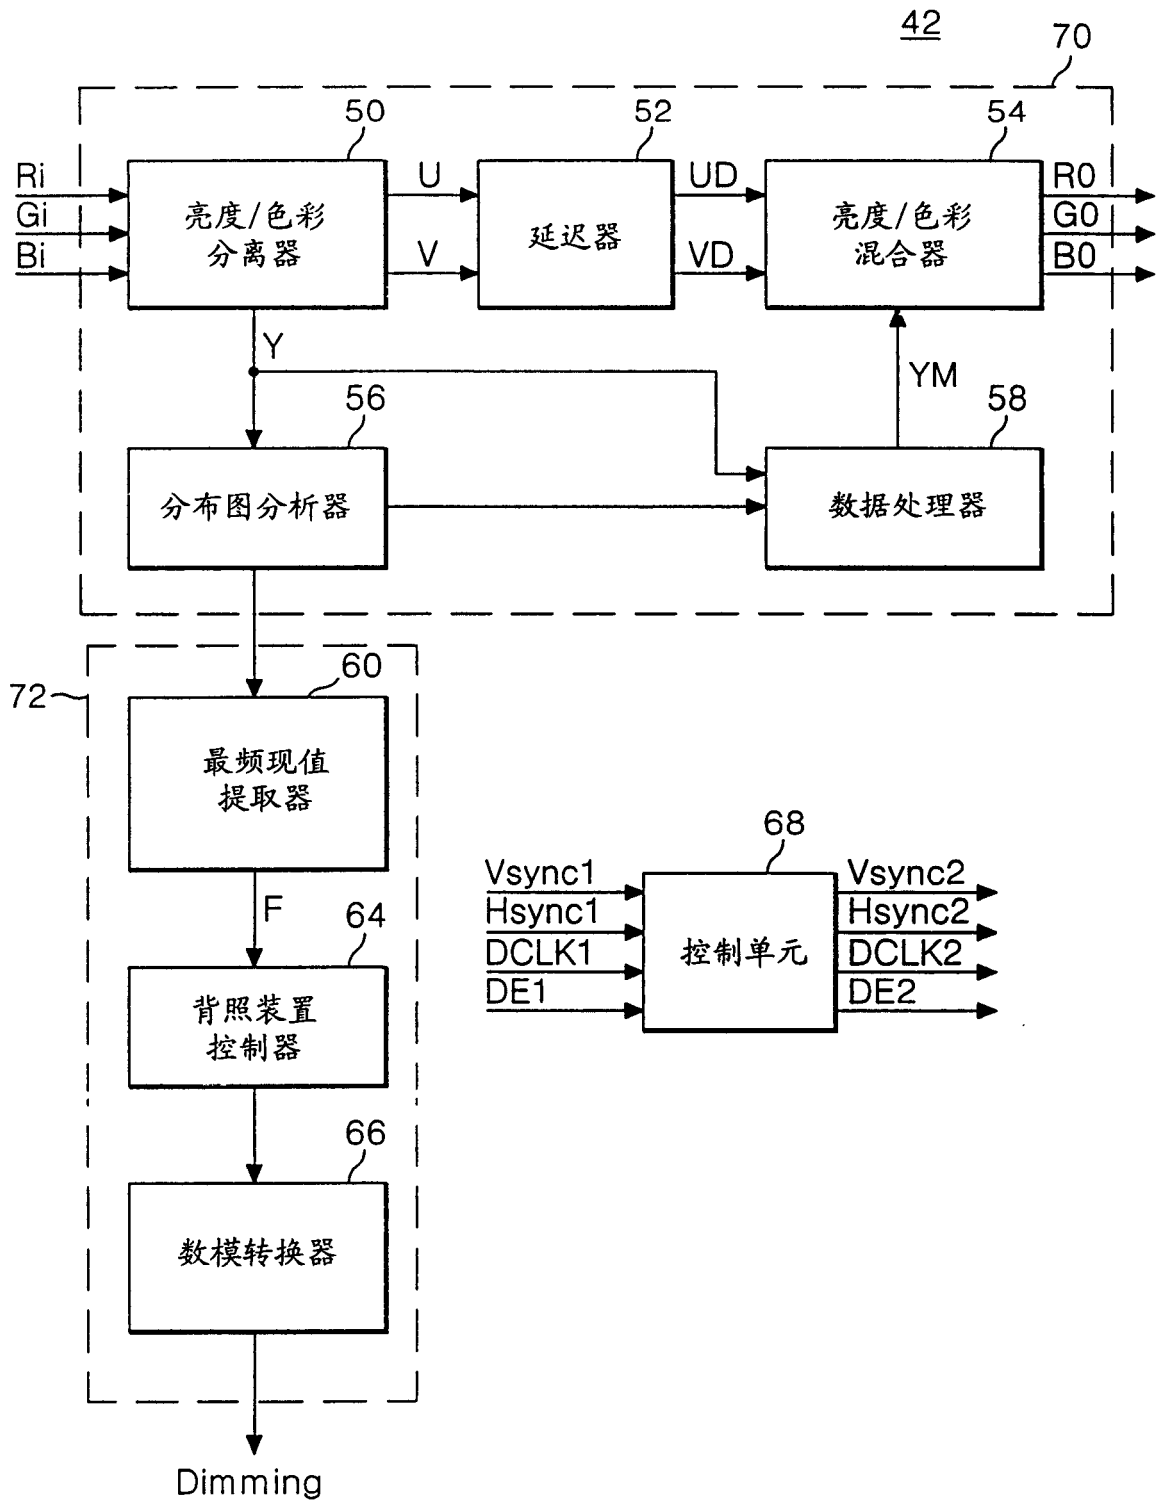 42
70
50
52
54
Ri
Gi
Bi
亮度/色彩
分离器
U
V
延迟器
UD
VD
亮度/色彩
混合器
R0
G0
B0
Y
YM
56
58
分布图分析器
数据处理器
72
60
最频现值
提取器
F
64
背照装置
控制器
66
数模转换器
Dimming
68
Vsync1
Hsync1
DCLK1
DE1
控制单元
Vsync2
Hsync2
DCLK2
DE2